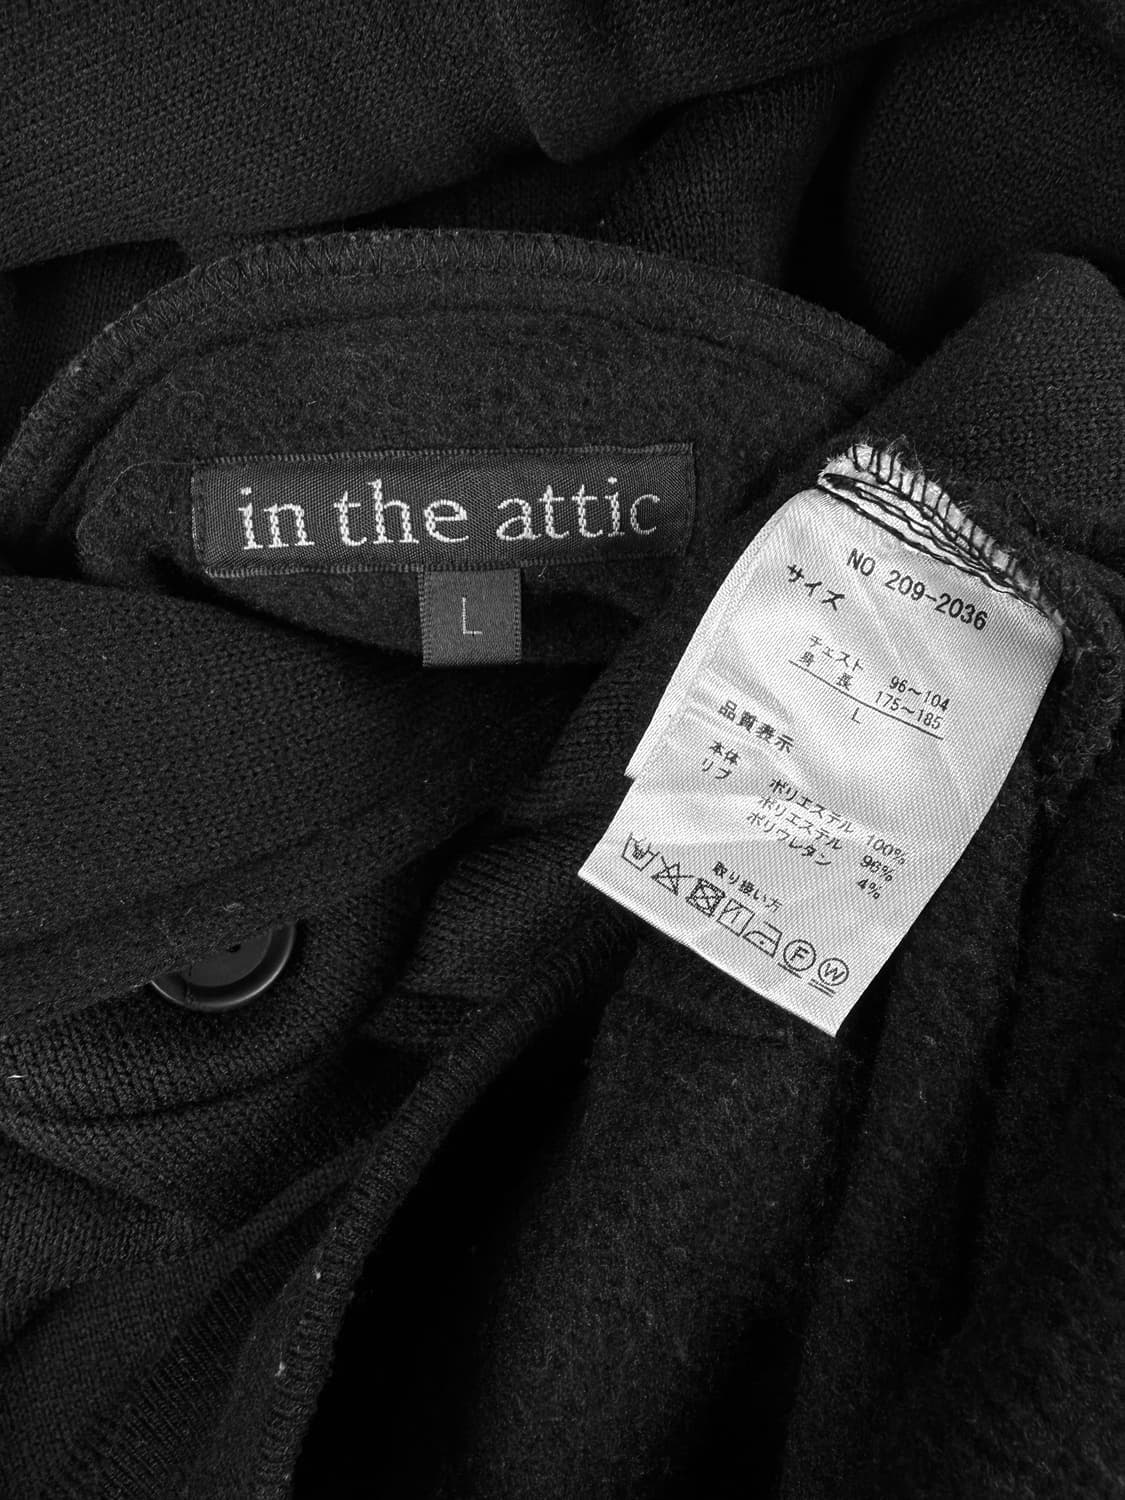 in the attic
L
NO 209-2036
サイズ
チェスト 96～104
身長 175～185
L
品質表示
本体 ポリエステル 100%
リブ ポリエステル 96%
ポリウレタン 4%
取り扱い方
F W